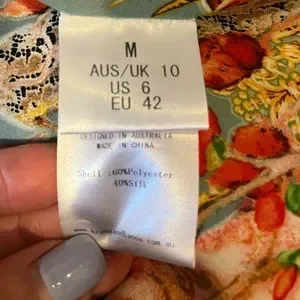 M
AUS/UK 10
US 6
EU 42
DESIGNED IN AUSTRALIA
MADE IN CHINA
Shell :60%Polyester
40%Silk